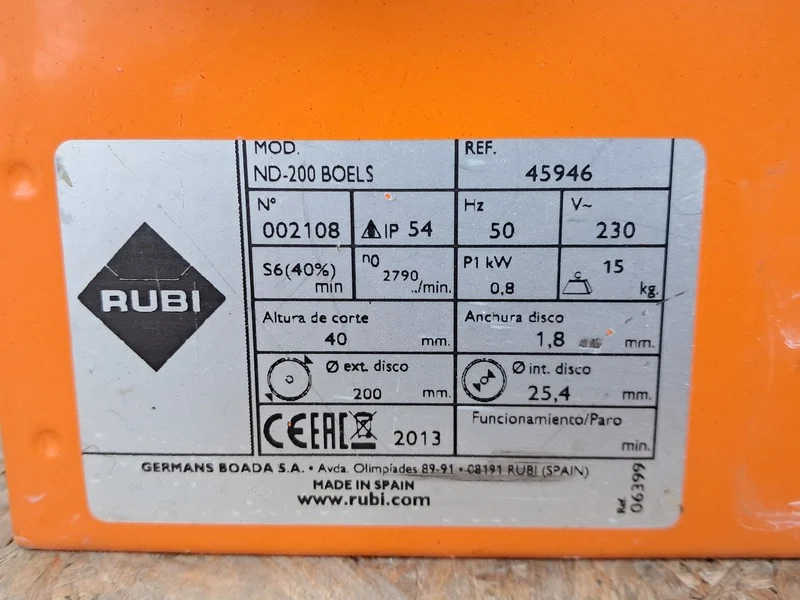 MOD.
ND-200 BOELS
REF.
45946
Nº
002108
IP 54
Hz
50
V~
230
S6(40%)
min
n0
2790
../min.
P1 kW
0,8
15
kg.
Altura de corte
40 mm.
Anchura disco
1,8 mm.
Ø ext. disco
200 mm.
Ø int. disco
25,4 mm.
CE EAC 2013
Funcionamiento/Paro
min.
RUBI
GERMANS BOADA S.A. • Avda. Olimpíades 89-91 • 08191 RUBI (SPAIN)
MADE IN SPAIN
www.rubi.com
Ref.
06399